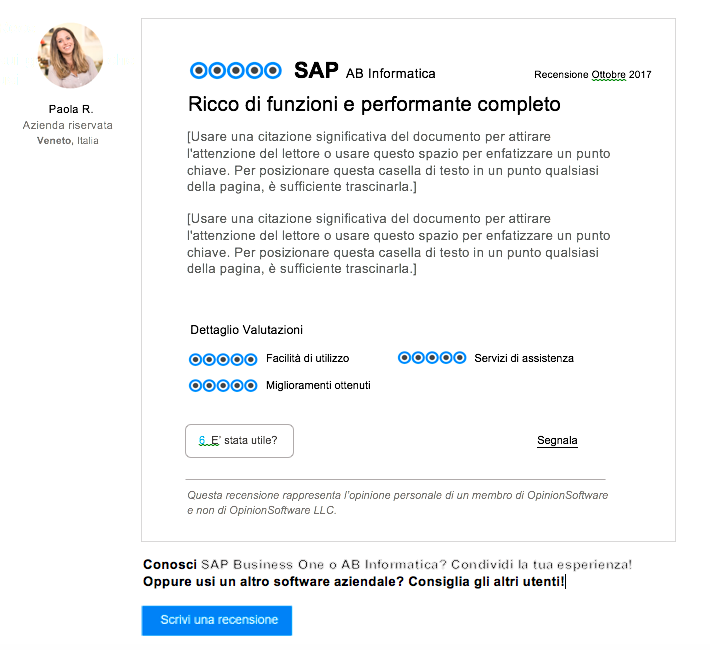 Paola R.
Azienda riservata
Veneto, Italia
SAP AB Informatica
Recensione Ottobre 2017
Ricco di funzioni e performante completo
[Usare una citazione significativa del documento per attirare
l'attenzione del lettore o usare questo spazio per enfatizzare un punto
chiave. Per posizionare questa casella di testo in un punto qualsiasi
della pagina, è sufficiente trascinarla.]
[Usare una citazione significativa del documento per attirare
l'attenzione del lettore o usare questo spazio per enfatizzare un punto
chiave. Per posizionare questa casella di testo in un punto qualsiasi
della pagina, è sufficiente trascinarla.]
Dettaglio Valutazioni
Facilità di utilizzo
Servizi di assistenza
Miglioramenti ottenuti
6 E' stata utile?
Segnala
Questa recensione rappresenta l'opinione personale di un membro di OpinionSoftware
e non di OpinionSoftware LLC.
Conosci SAP Business One o AB Informatica? Condividi la tua esperienza!
Oppure usi un altro software aziendale? Consiglia gli altri utenti!
Scrivi una recensione